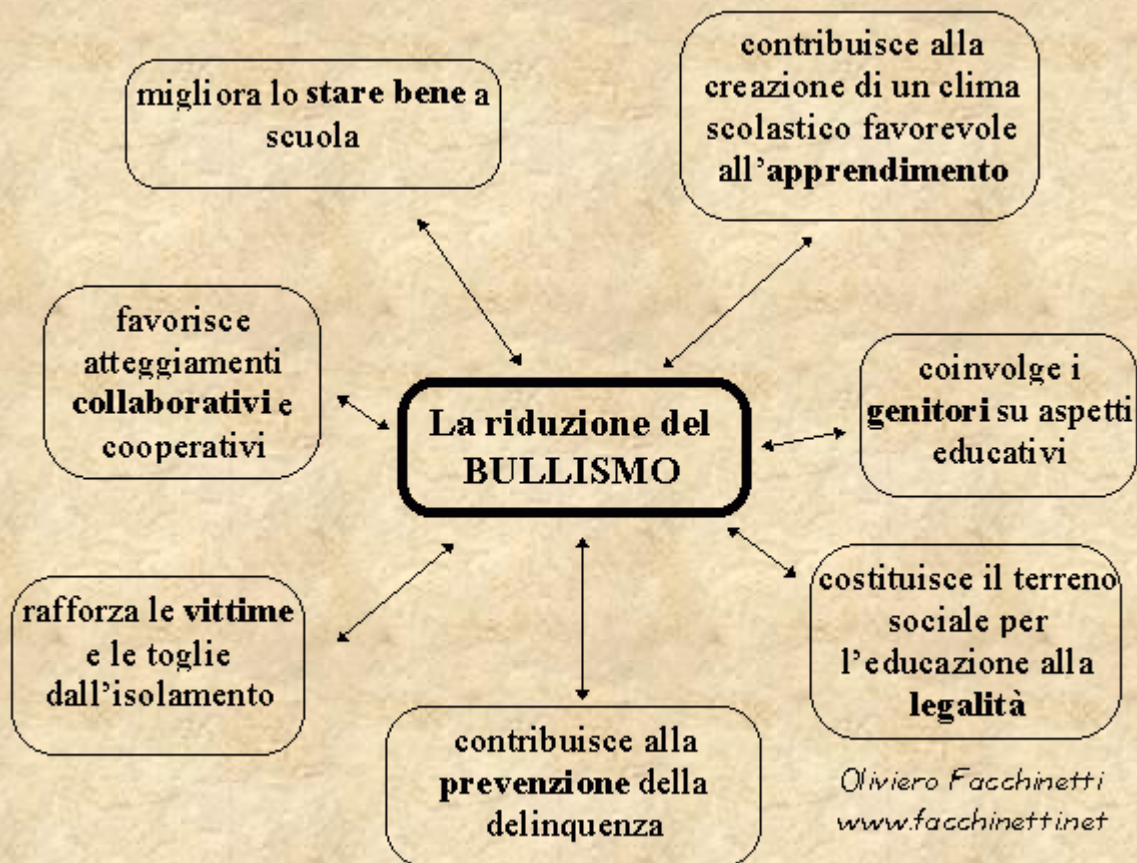 migliora lo stare bene a
scuola
contribuisce alla
creazione di un clima
scolastico favorevole
all'apprendimento
favorisce
atteggiamenti
collaborativi e
cooperativi
La riduzione del
BULLISMO
coinvolge i
genitori su aspetti
educativi
rafforza le vittime
e le toglie
dall'isolamento
contribuisce alla
prevenzione della
delinquenza
costituisce il terreno
sociale per
l'educazione alla
legalità
Oliviero Facchinetti
www.facchinetti.net